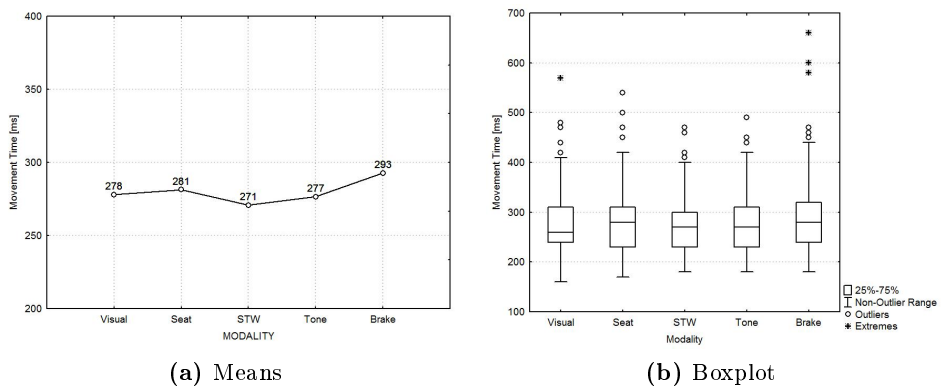 400
350
300
250
200
Movement Time [ms]
278
281
271
277
293
Visual Seat STW Tone Brake
MODALITY
(a) Means
700
600
500
400
300
200
100
Movement Time [ms]
Visual Seat STW Tone Brake
Modality
25%-75%
Non-Outlier Range
Outliers
Extremes
(b) Boxplot